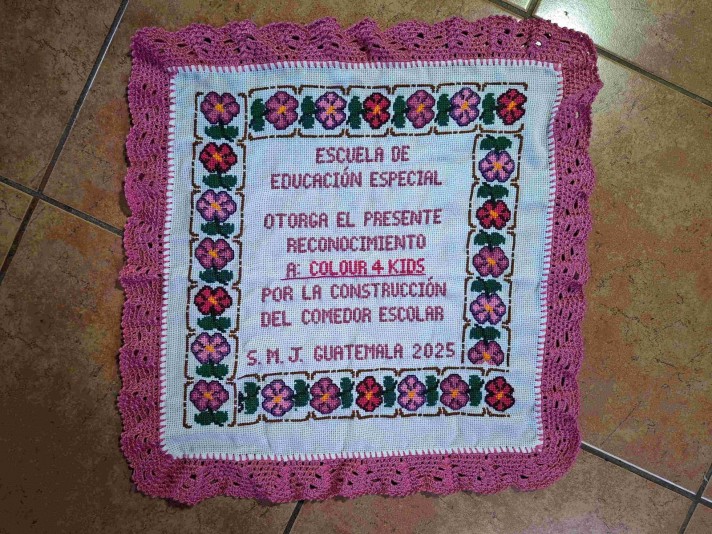 ESCUELA DE
EDUCACIÓN ESPECIAL
OTORGA EL PRESENTE
RECONOCIMIENTO
A: COLOUR 4 KIDS
POR LA CONSTRUCCIÓN
DEL COMEDOR ESCOLAR
S. M. J. GUATEMALA 2025